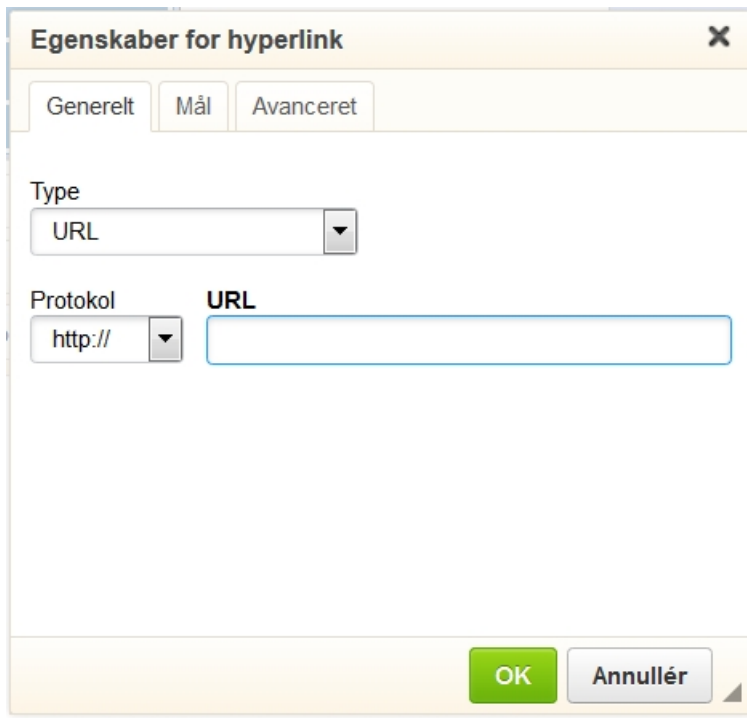 Egenskaber for hyperlink
Generelt Mål Avanceret
Type
URL
Protokol URL
http://
OK Annullér